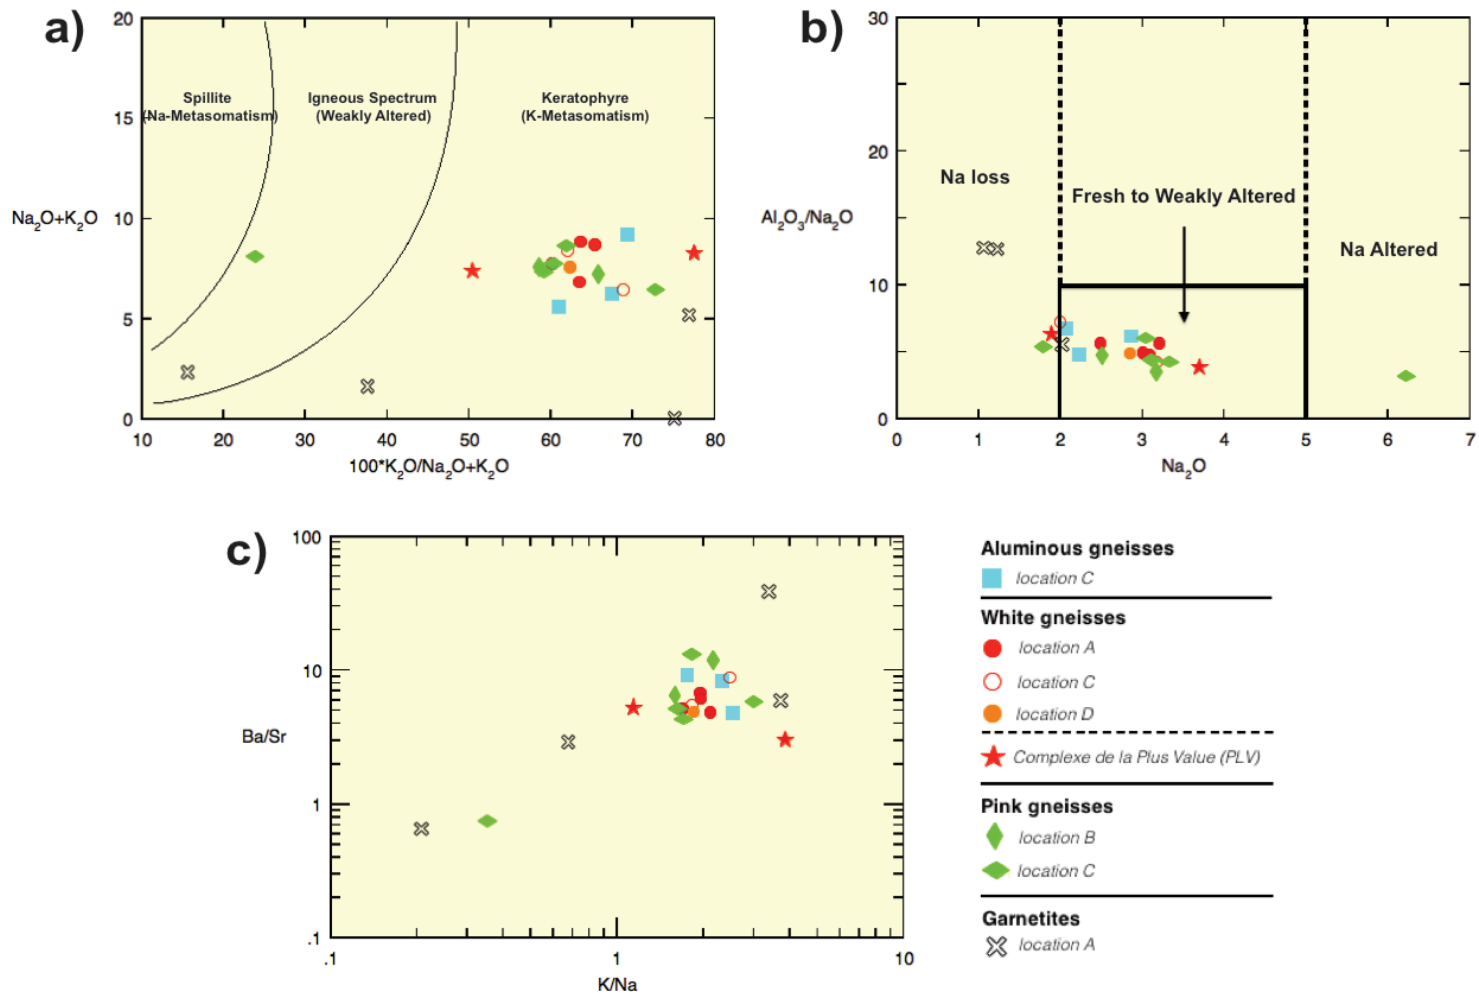 a)
20
15
10
5
0
Na₂O+K₂O
Spillite
(Na-Metasomatism)
Igneous Spectrum
(Weakly Altered)
Keratophyre
(K-Metasomatism)
10 20 30 40 50 60 70 80
100*K₂O/Na₂O+K₂O
b)
30
20
10
0
Al₂O₃/Na₂O
Na loss
Fresh to Weakly Altered
Na Altered
0 1 2 3 4 5 6 7
Na₂O
c)
100
10
1
.1
Ba/Sr
.1 1 10
K/Na
Aluminous gneisses
location C
White gneisses
location A
location C
location D
Complexe de la Plus Value (PLV)
Pink gneisses
location B
location C
Garnetites
location A